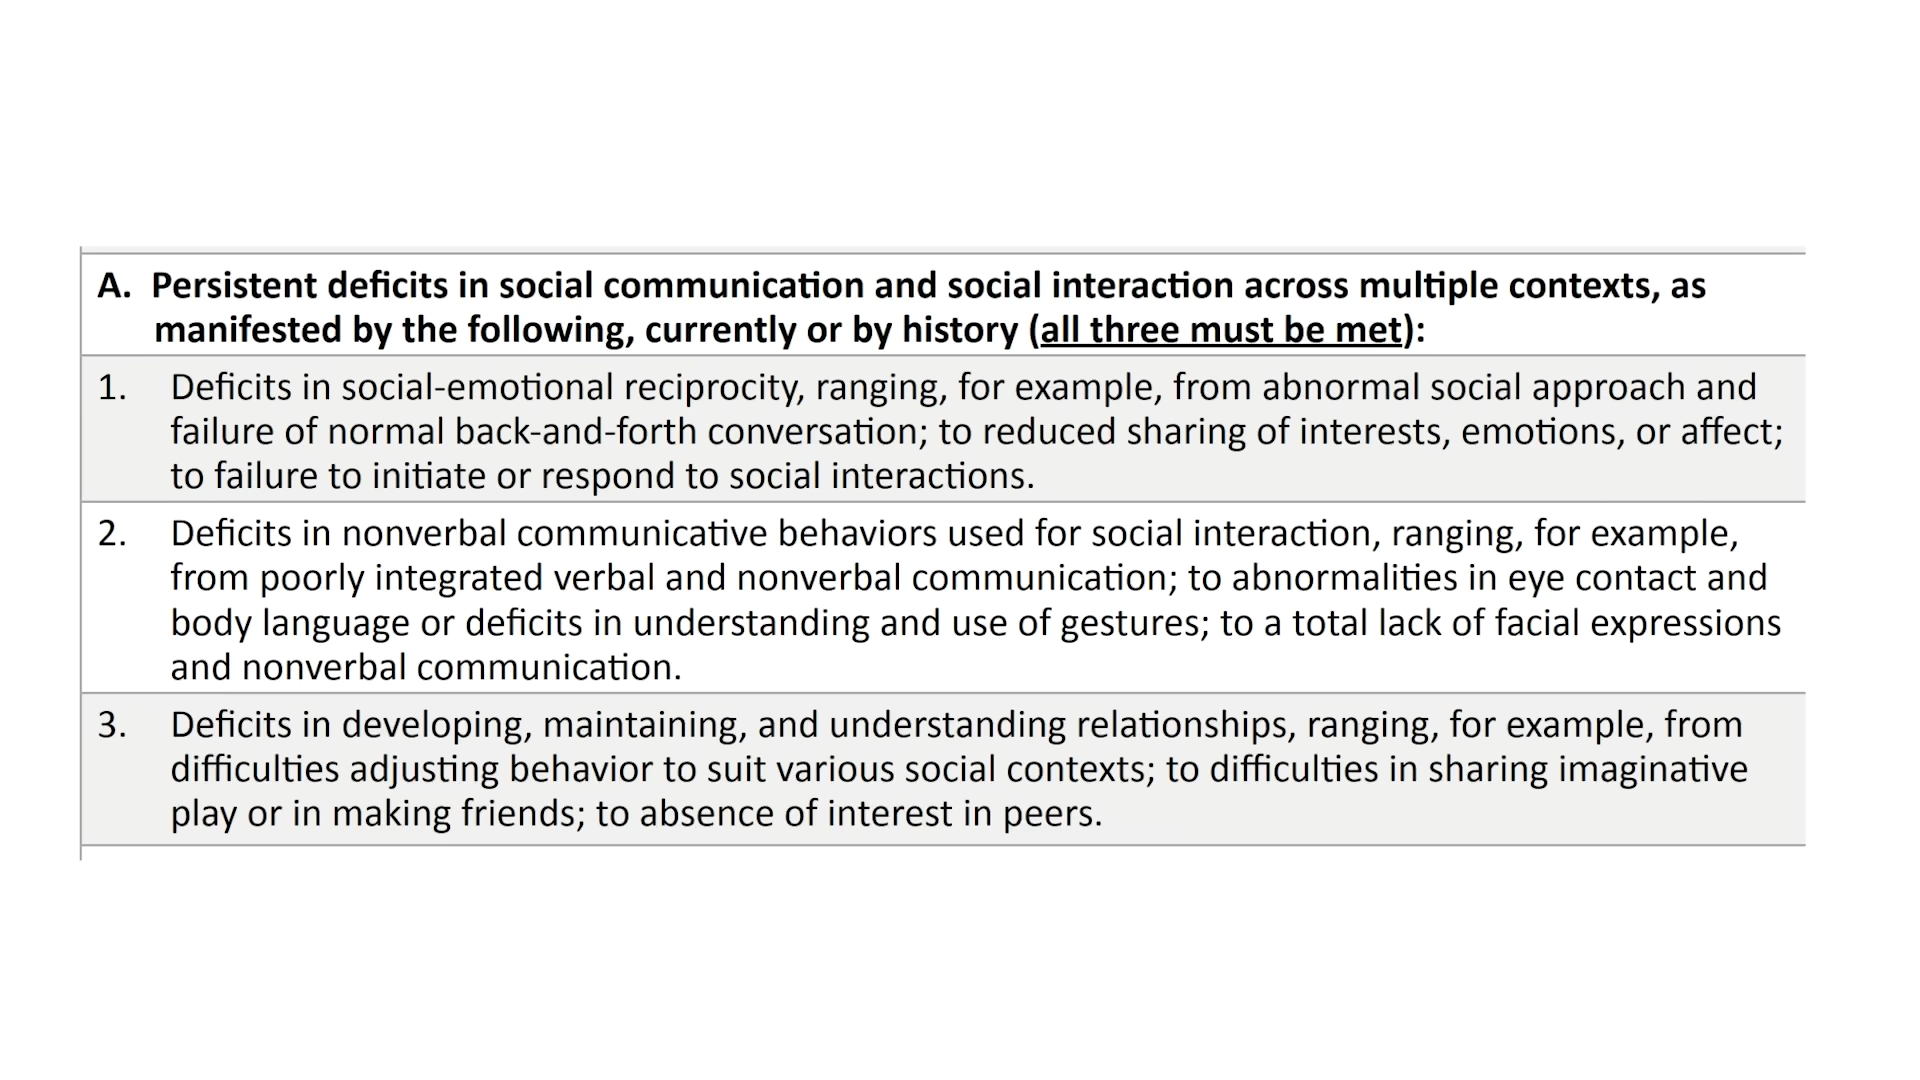 A. Persistent deficits in social communication and social interaction across multiple contexts, as
manifested by the following, currently or by history (all three must be met):
1. Deficits in social-emotional reciprocity, ranging, for example, from abnormal social approach and
failure of normal back-and-forth conversation; to reduced sharing of interests, emotions, or affect;
to failure to initiate or respond to social interactions.
2. Deficits in nonverbal communicative behaviors used for social interaction, ranging, for example,
from poorly integrated verbal and nonverbal communication; to abnormalities in eye contact and
body language or deficits in understanding and use of gestures; to a total lack of facial expressions
and nonverbal communication.
3. Deficits in developing, maintaining, and understanding relationships, ranging, for example, from
difficulties adjusting behavior to suit various social contexts; to difficulties in sharing imaginative
play or in making friends; to absence of interest in peers.